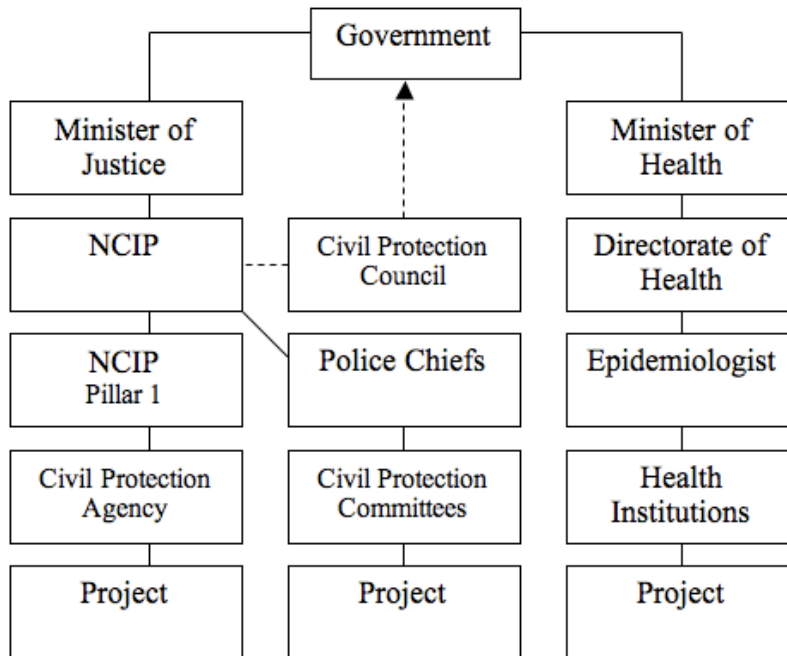 Government
Minister of
Justice
Minister of
Health
NCIP
Civil Protection
Council
Directorate of
Health
NCIP
Pillar 1
Police Chiefs
Epidemiologist
Civil Protection
Agency
Civil Protection
Committees
Health
Institutions
Project
Project
Project